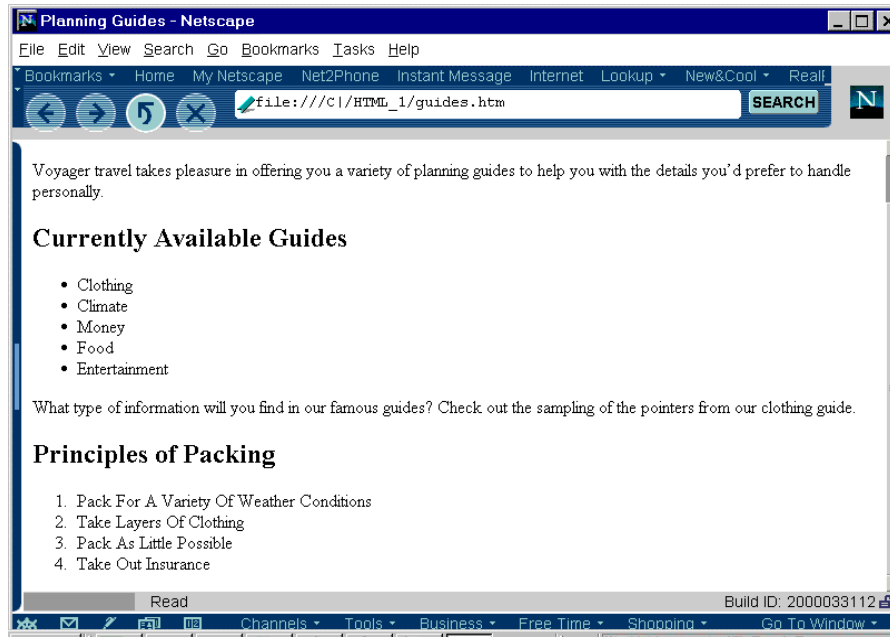 Planning Guides - Netscape
File Edit View Search Go Bookmarks Tasks Help
Bookmarks Home My Netscape Net2Phone Instant Message Internet Lookup New&Cool
file:///C|/HTML_1/guides.htm SEARCH N
Voyager travel takes pleasure in offering you a variety of planning guides to help you with the details you'd prefer to handle
personally.
Currently Available Guides
• Clothing
• Climate
• Money
• Food
• Entertainment
What type of information will you find in our famous guides? Check out the sampling of the pointers from our clothing guide.
Principles of Packing
1. Pack For A Variety Of Weather Conditions
2. Take Layers Of Clothing
3. Pack As Little Possible
4. Take Out Insurance
Read Build ID: 2000033112
Channels Tools Business Free Time Shopping Go To Window